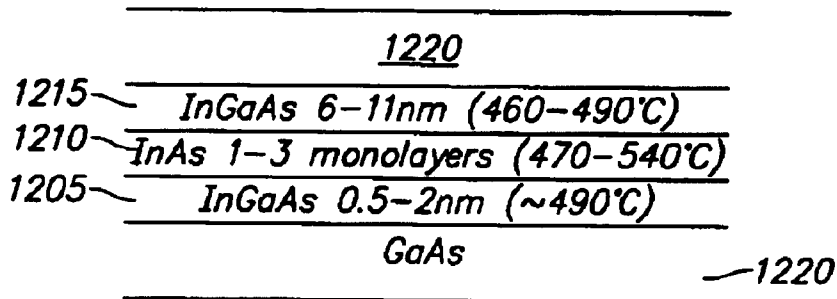 1220
1215 InGaAs 6-11nm (460-490°C)
1210 InAs 1-3 monolayers (470-540°C)
1205 InGaAs 0.5-2nm (~490°C)
GaAs
1220